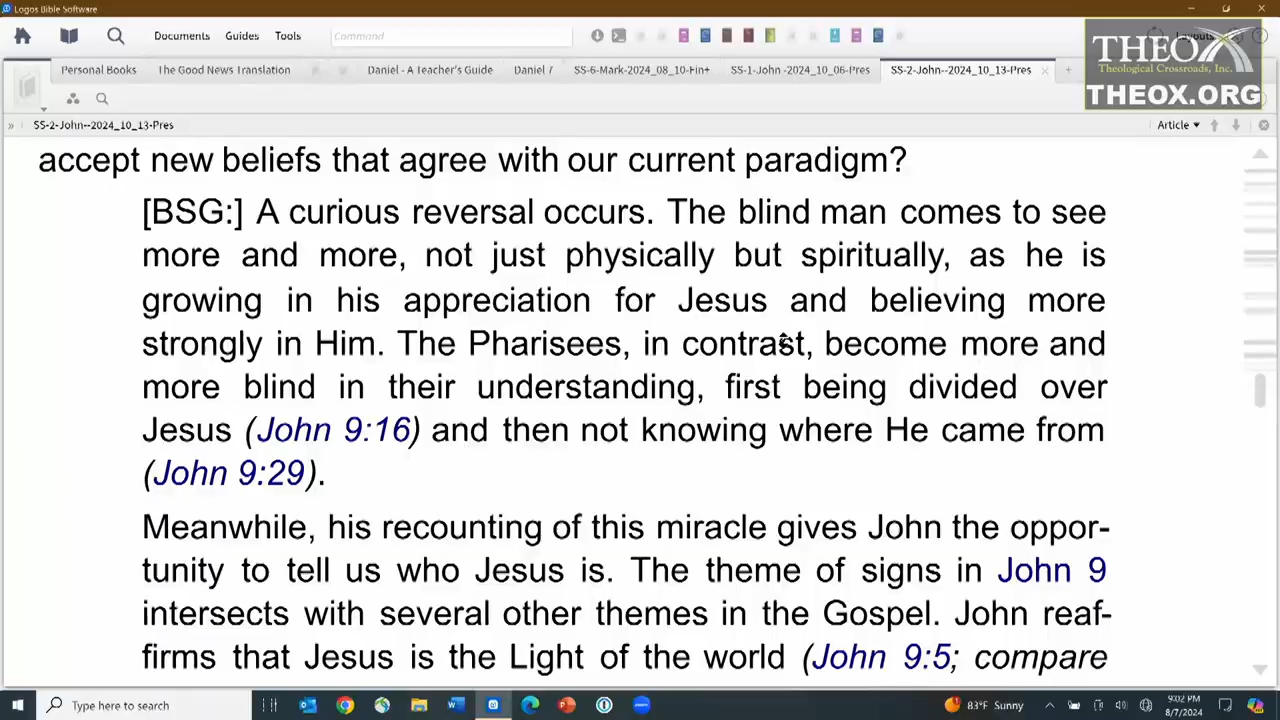 Logos Bible Software
Documents Guides Tools Command Layouts
THEOX
Theological Crossroads, Inc.
THEOX.ORG
Personal Books The Good News Translation Daniel 7 SS-6-Mark-2024_08_10-Fin+ SS-1-John -2024_10_06-Pres SS-2-John--2024_10_13-Pres
SS-2-John--2024_10_13-Pres Article
accept new beliefs that agree with our current paradigm?
[BSG:] A curious reversal occurs. The blind man comes to see
more and more, not just physically but spiritually, as he is
growing in his appreciation for Jesus and believing more
strongly in Him. The Pharisees, in contrast, become more and
more blind in their understanding, first being divided over
Jesus (John 9:16) and then not knowing where He came from
(John 9:29).
Meanwhile, his recounting of this miracle gives John the oppor-
tunity to tell us who Jesus is. The theme of signs in John 9
intersects with several other themes in the Gospel. John reaf-
firms that Jesus is the Light of the world (John 9:5; compare
Type here to search
83°F Sunny
9:02 PM
8/7/2024